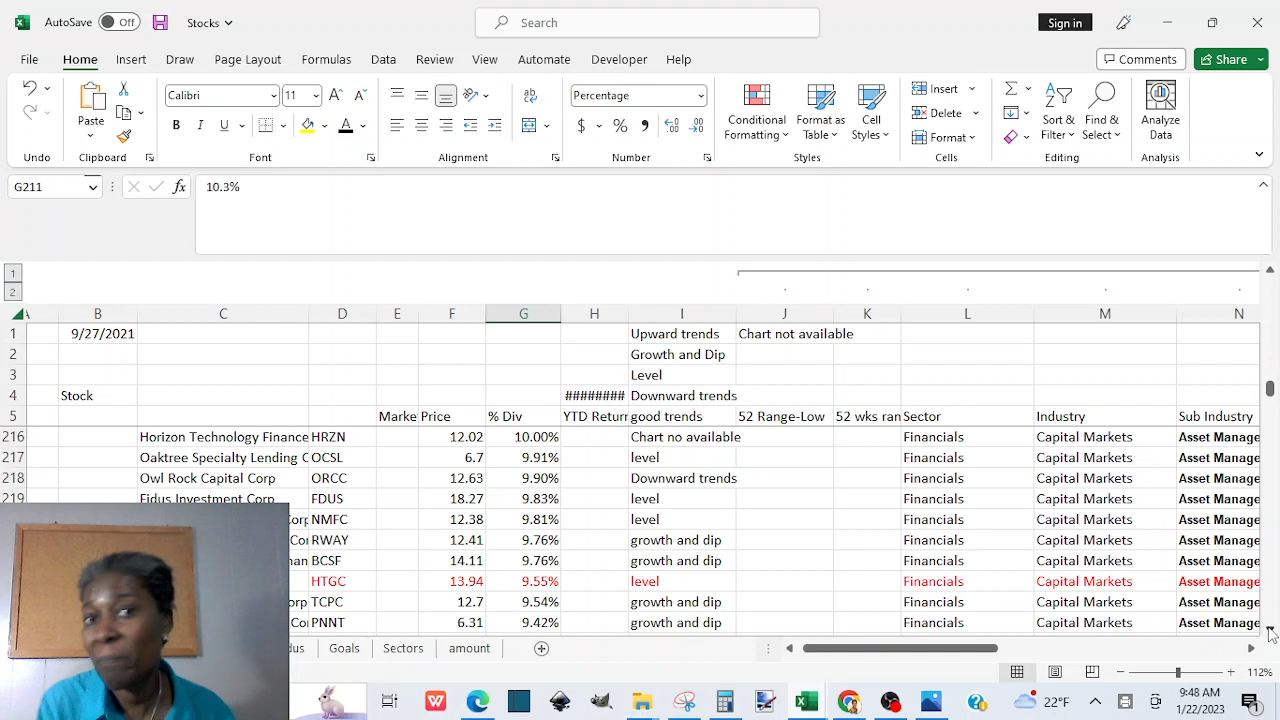 AutoSave Off Stocks Search Sign in
File Home Insert Draw Page Layout Formulas Data Review View Automate Developer Help Comments Share
Calibri 11 Percentage
Paste B I U A $ % Conditional Formatting Format as Table Cell Styles Insert Delete Format Sort & Filter Find & Select Analyze Data
Undo Clipboard Font Alignment Number Styles Cells Editing Analysis
G211 fx 10.3%
1
2
B C D E F G H I J K L M N
1 9/27/2021 Upward trends Chart not available
2 Growth and Dip
3 Level
4 Stock ######## Downward trends
5 Marke Price % Div YTD Return good trends 52 Range-Low 52 wks ran Sector Industry Sub Industry
216 Horizon Technology Finance HRZN 12.02 10.00% Chart no available Financials Capital Markets Asset Manage
217 Oaktree Specialty Lending C OCSL 6.7 9.91% level Financials Capital Markets Asset Manage
218 Owl Rock Capital Corp ORCC 12.63 9.90% Downward trends Financials Capital Markets Asset Manage
219 Fidus Investment Corp FDUS 18.27 9.83% level Financials Capital Markets Asset Manage
Corp NMFC 12.38 9.81% level Financials Capital Markets Asset Manage
RWAY 12.41 9.76% growth and dip Financials Capital Markets Asset Manage
BCSF 14.11 9.76% growth and dip Financials Capital Markets Asset Manage
HTGC 13.94 9.55% level Financials Capital Markets Asset Manage
TCPC 12.7 9.54% growth and dip Financials Capital Markets Asset Manage
PNNT 6.31 9.42% growth and dip Financials Capital Markets Asset Manage
Goals Sectors amount
112%
22°F 9:48 AM
1/22/2023 1